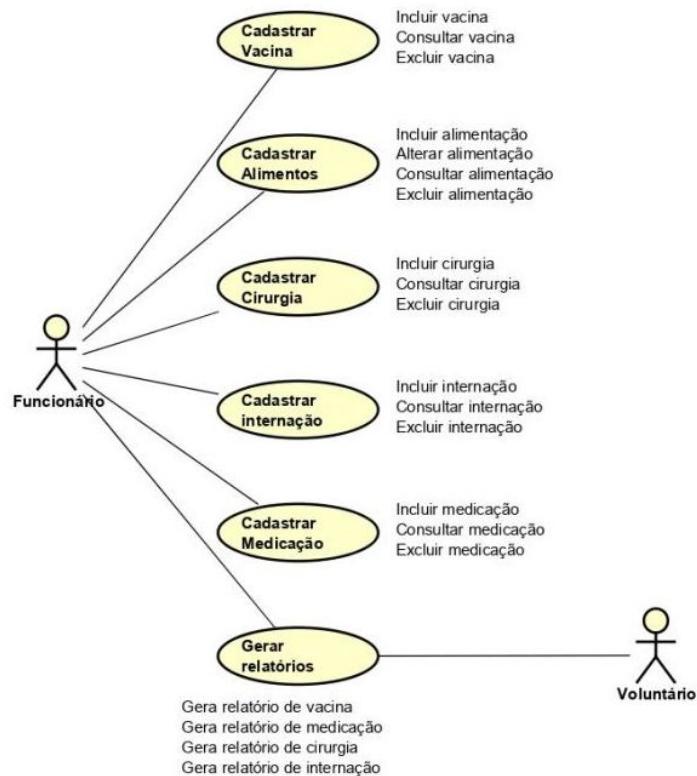 Cadastrar
Vacina
Incluir vacina
Consultar vacina
Excluir vacina
Cadastrar
Alimentos
Incluir alimentação
Alterar alimentação
Consultar alimentação
Excluir alimentação
Cadastrar
Cirurgia
Incluir cirurgia
Consultar cirurgia
Excluir cirurgia
Funcionário
Cadastrar
internação
Incluir internação
Consultar internação
Excluir internação
Cadastrar
Medicação
Incluir medicação
Consultar medicação
Excluir medicação
Gerar
relatórios
Voluntário
Gera relatório de vacina
Gera relatório de medicação
Gera relatório de cirurgia
Gera relatório de internação